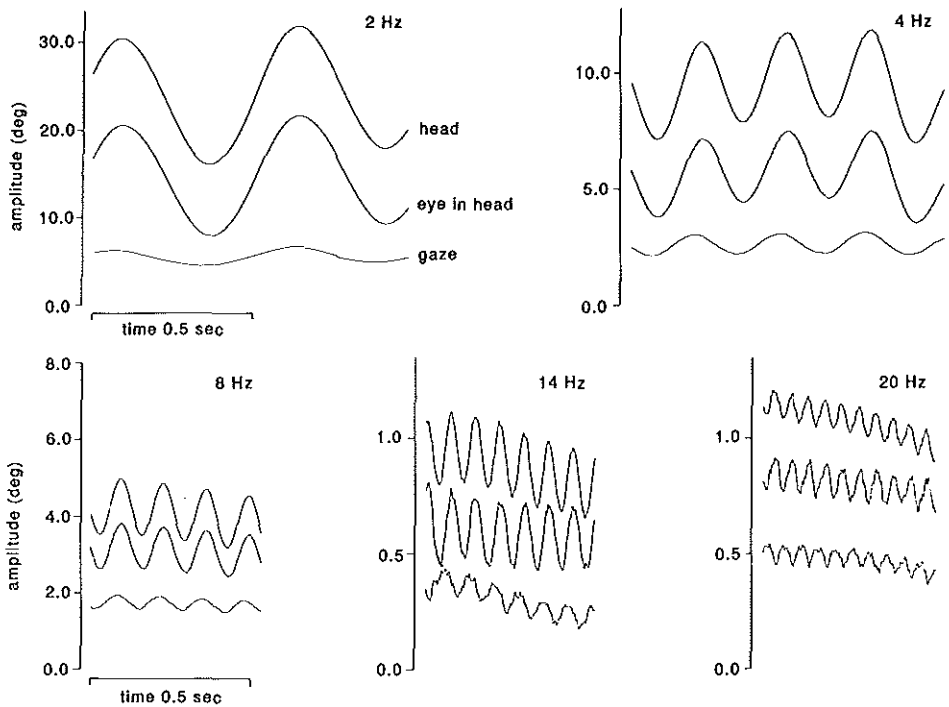 2 Hz
30.0
20.0
10.0
0.0
amplitude (deg)
head
eye in head
gaze
time 0.5 sec
4 Hz
10.0
5.0
0.0
8 Hz
8.0
6.0
4.0
2.0
0.0
amplitude (deg)
time 0.5 sec
14 Hz
1.0
0.5
0.0
20 Hz
1.0
0.5
0.0